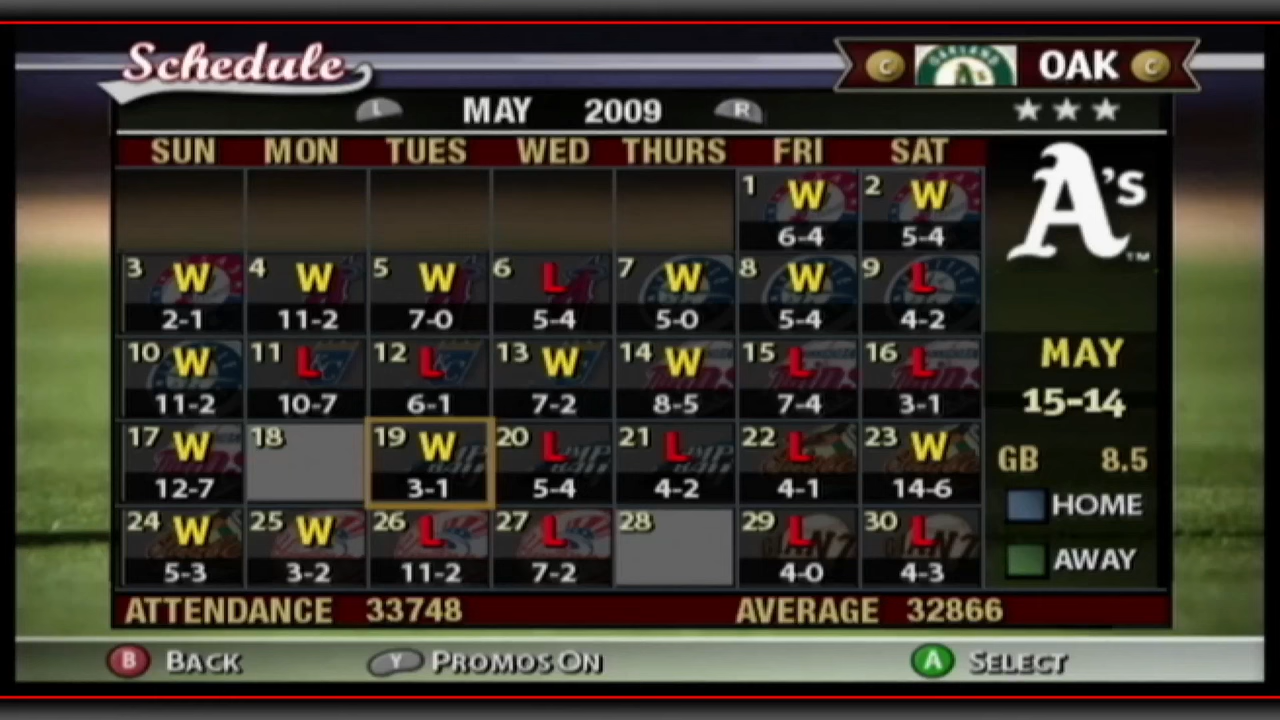 Schedule
C OAKLAND A's OAK C
L MAY 2009 R
SUN MON TUES WED THURS FRI SAT
1 W 2 W
6-4 5-4
A's™
3 W 4 W 5 W 6 L 7 W 8 W 9 L
2-1 11-2 7-0 5-4 5-0 5-4 4-2
10 W 11 L 12 L 13 W 14 W 15 L 16 L
10-7 6-1 7-2 8-5 7-4 3-1
MAY
15-14
17 W 18 19 W 20 L 21 L 22 L 23 W
12-7 3-1 5-4 4-2 4-1 14-6
GB 8.5
HOME
24 W 25 W 26 L 27 L 28 29 L 30 L
5-3 3-2 11-2 7-2 4-0 4-3
AWAY
ATTENDANCE 33748 AVERAGE 32866
B BACK Y PROMOS ON A SELECT